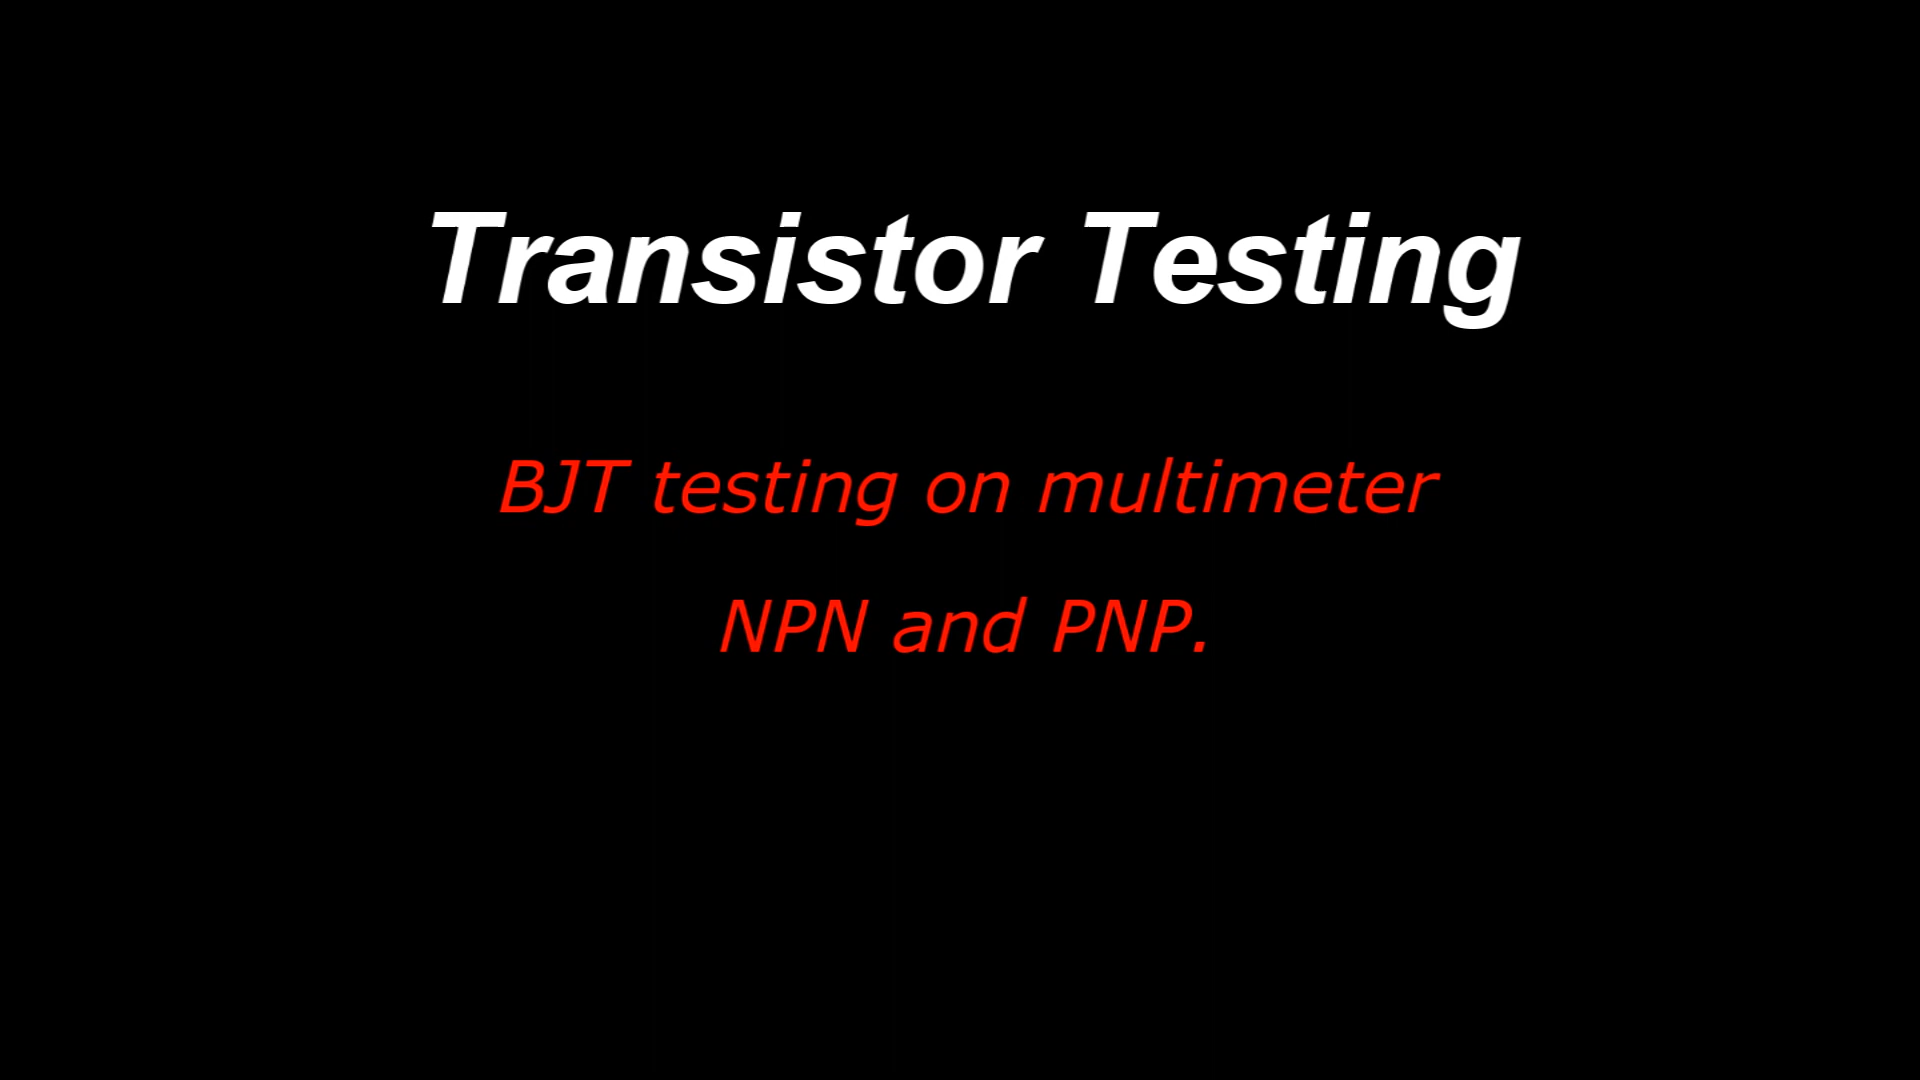 Transistor Testing
BJT testing on multimeter
NPN and PNP.